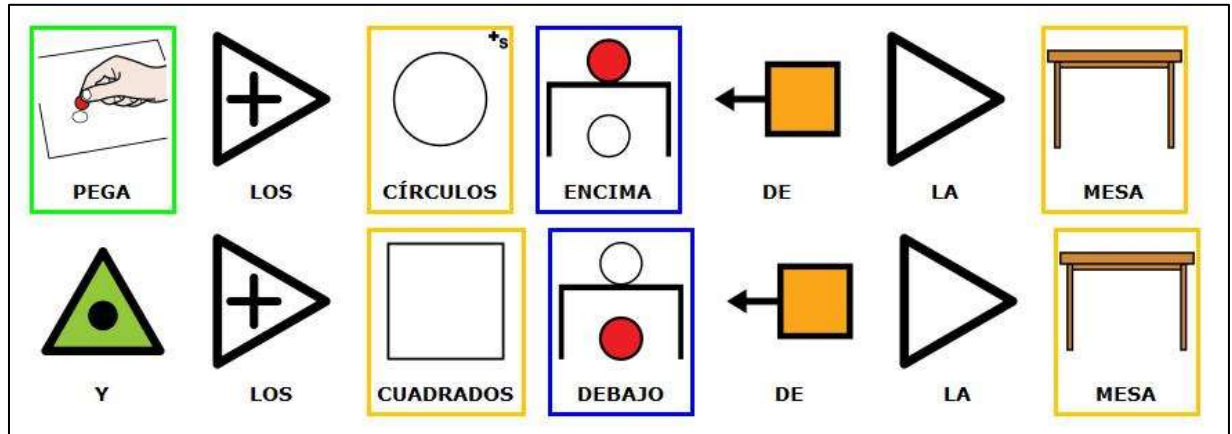 +s
PEGA LOS CÍRCULOS ENCIMA DE LA MESA
Y LOS CUADRADOS DEBAJO DE LA MESA